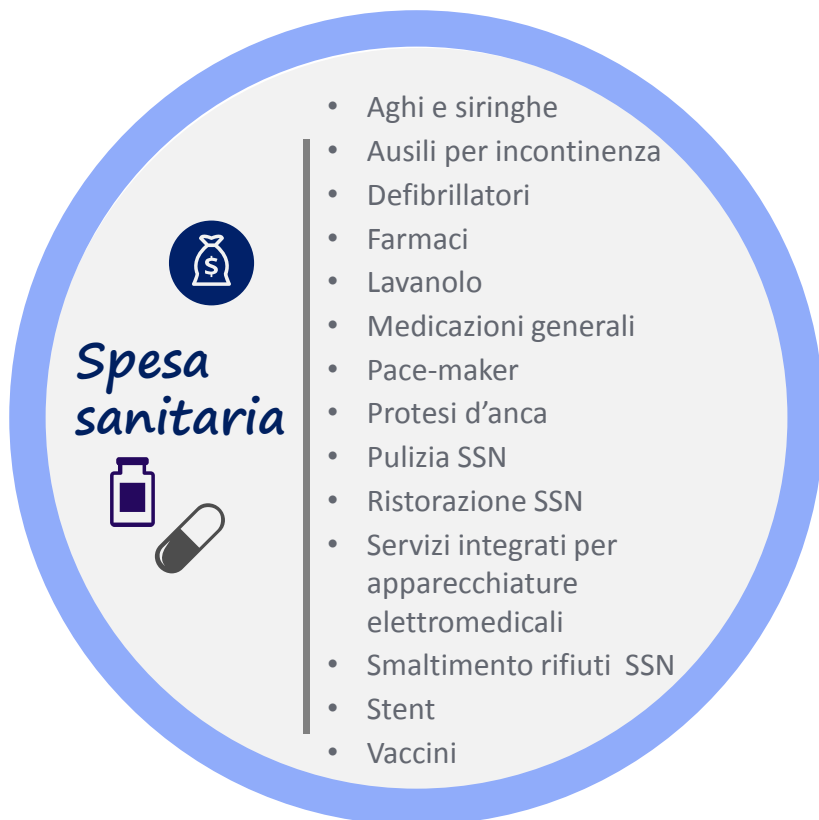 Spesa
sanitaria
$
• Aghi e siringhe
• Ausili per incontinenza
• Defibrillatori
• Farmaci
• Lavanolo
• Medicazioni generali
• Pace-maker
• Protesi d’anca
• Pulizia SSN
• Ristorazione SSN
• Servizi integrati per
apparecchiature
elettromedicali
• Smaltimento rifiuti  SSN
• Stent
• Vaccini